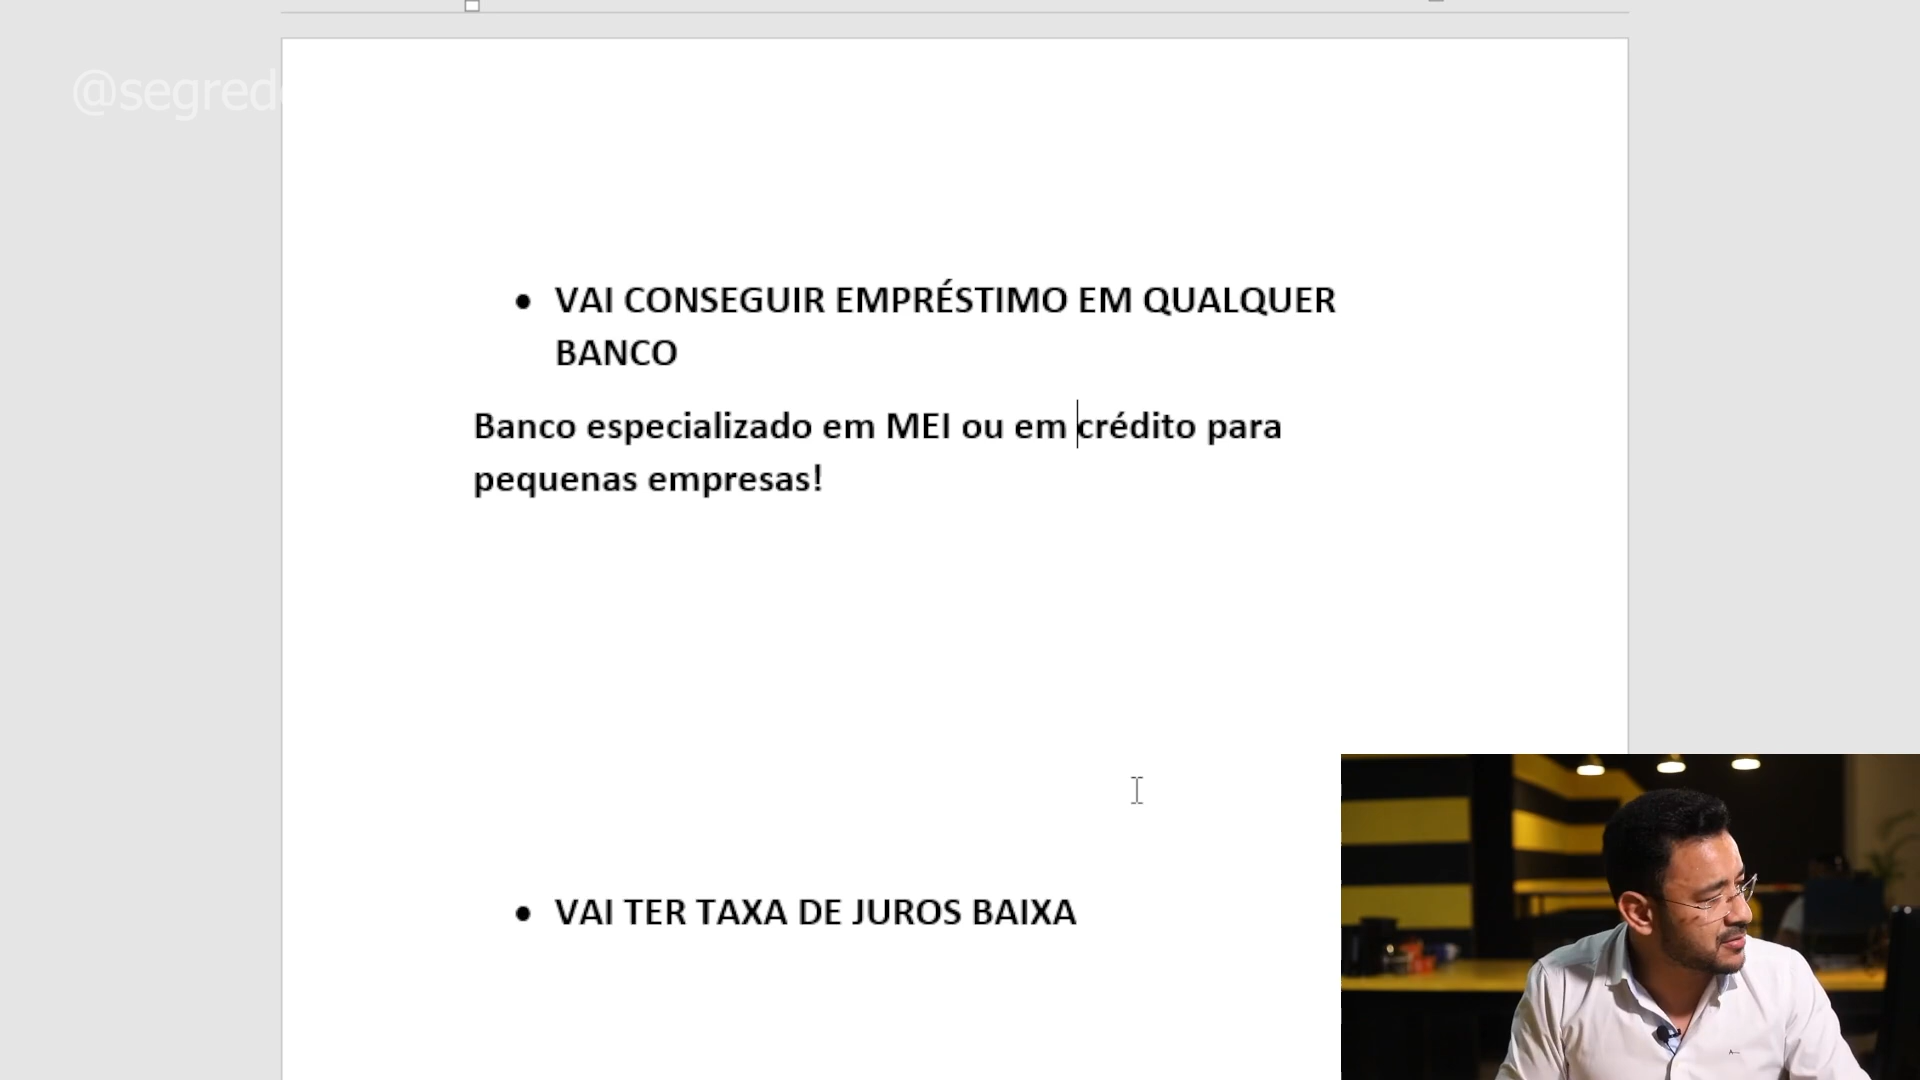 @segred
• VAI CONSEGUIR EMPRÉSTIMO EM QUALQUER
BANCO
Banco especializado em MEI ou em crédito para
pequenas empresas!
• VAI TER TAXA DE JUROS BAIXA